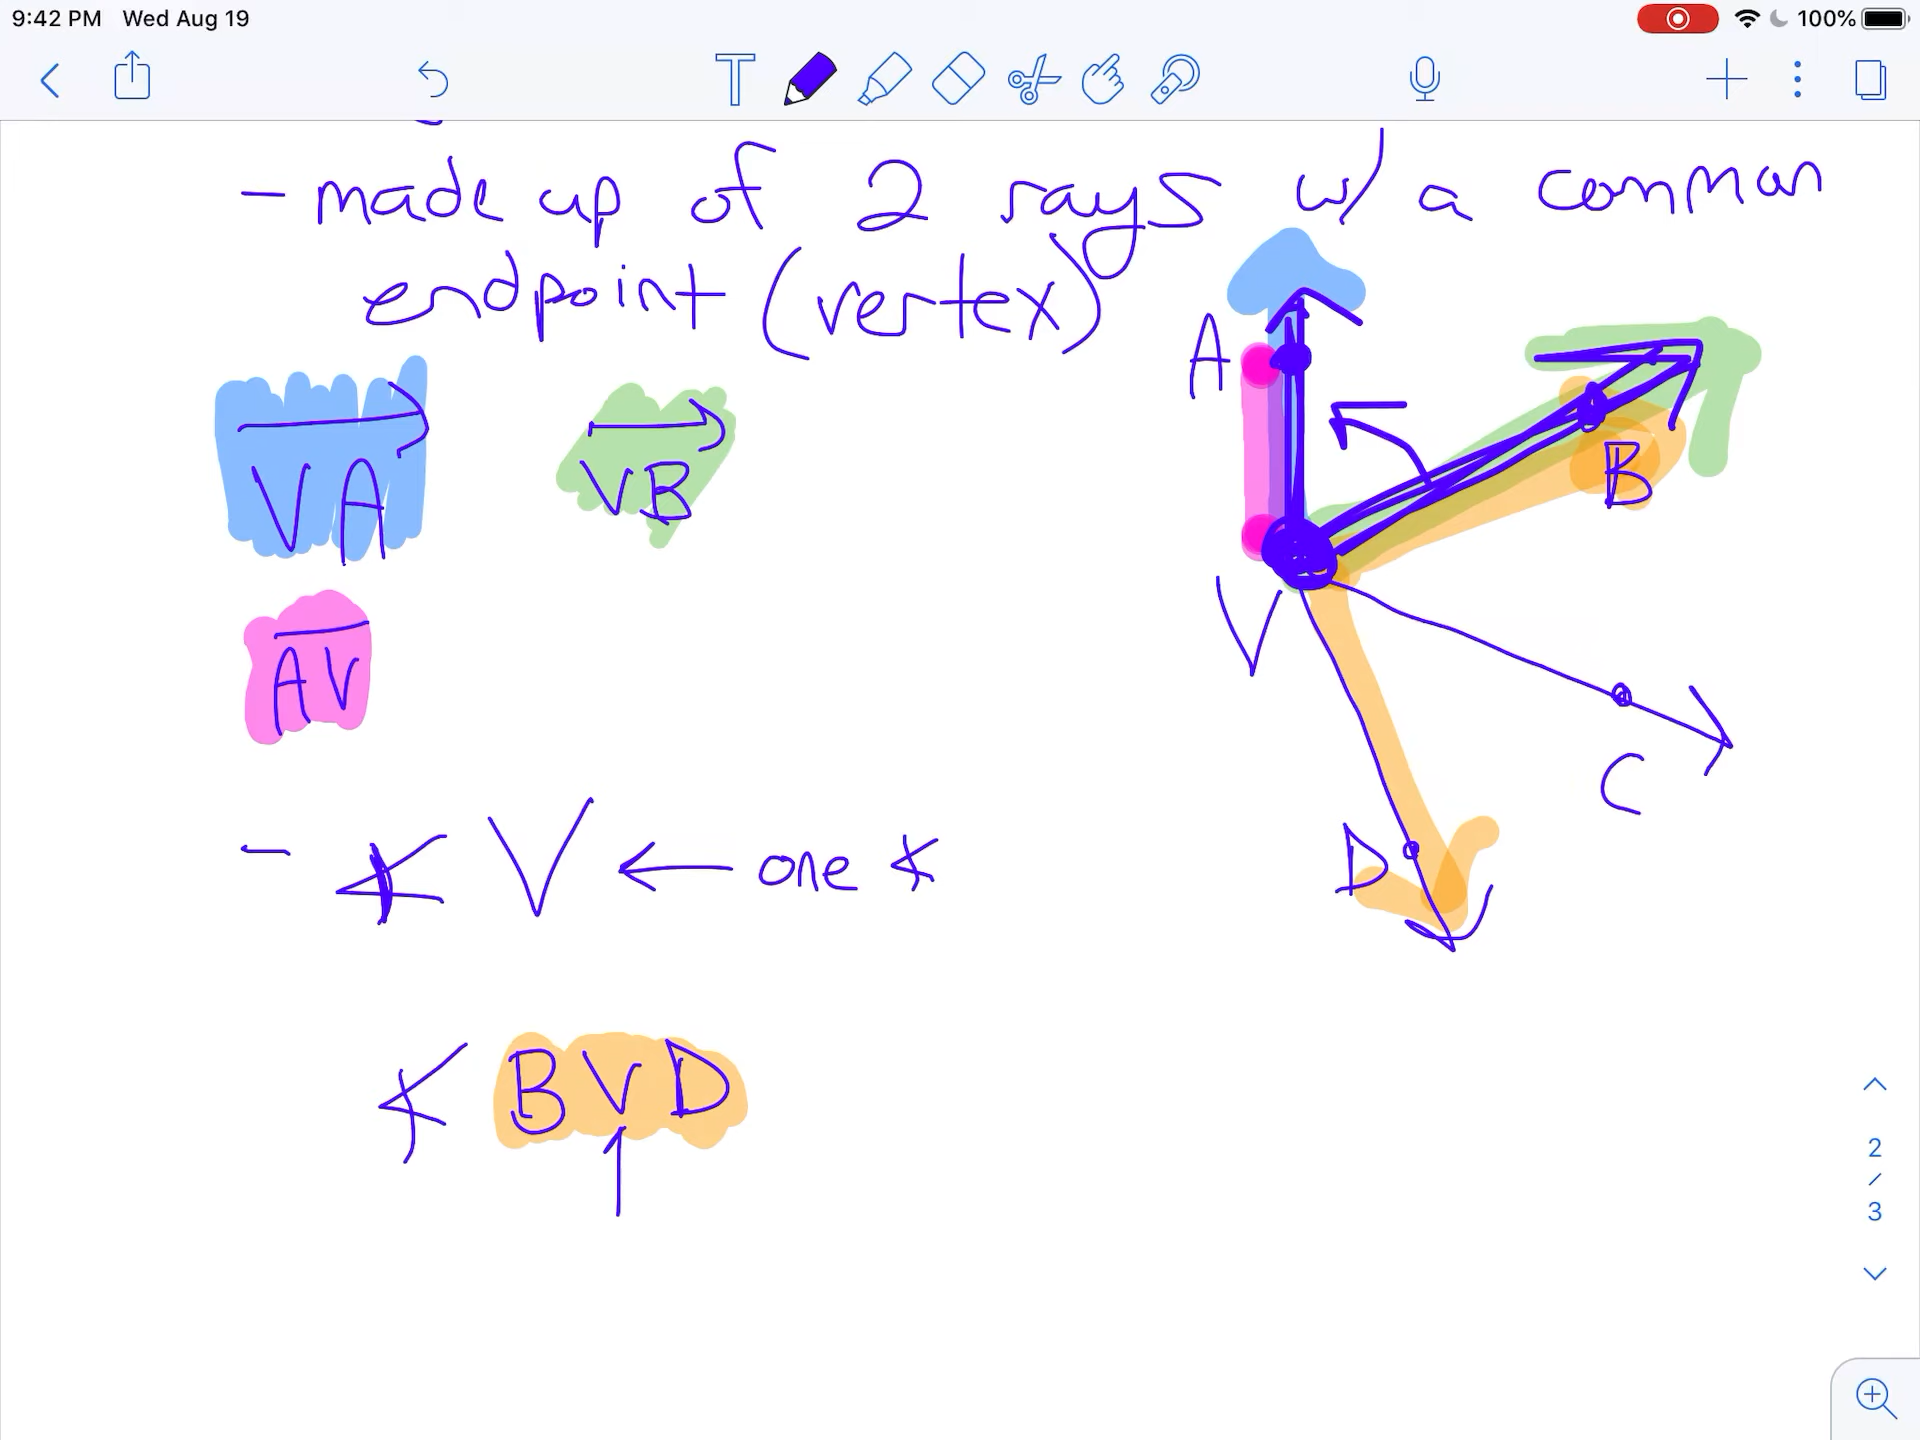 9:42 PM Wed Aug 19 100%
- made up of 2 rays w/ a common
endpoint (vertex)
A
VA VB
B
V
AV
C
- ∢ V ← one ∢
D
∢ BVD
2
/
3